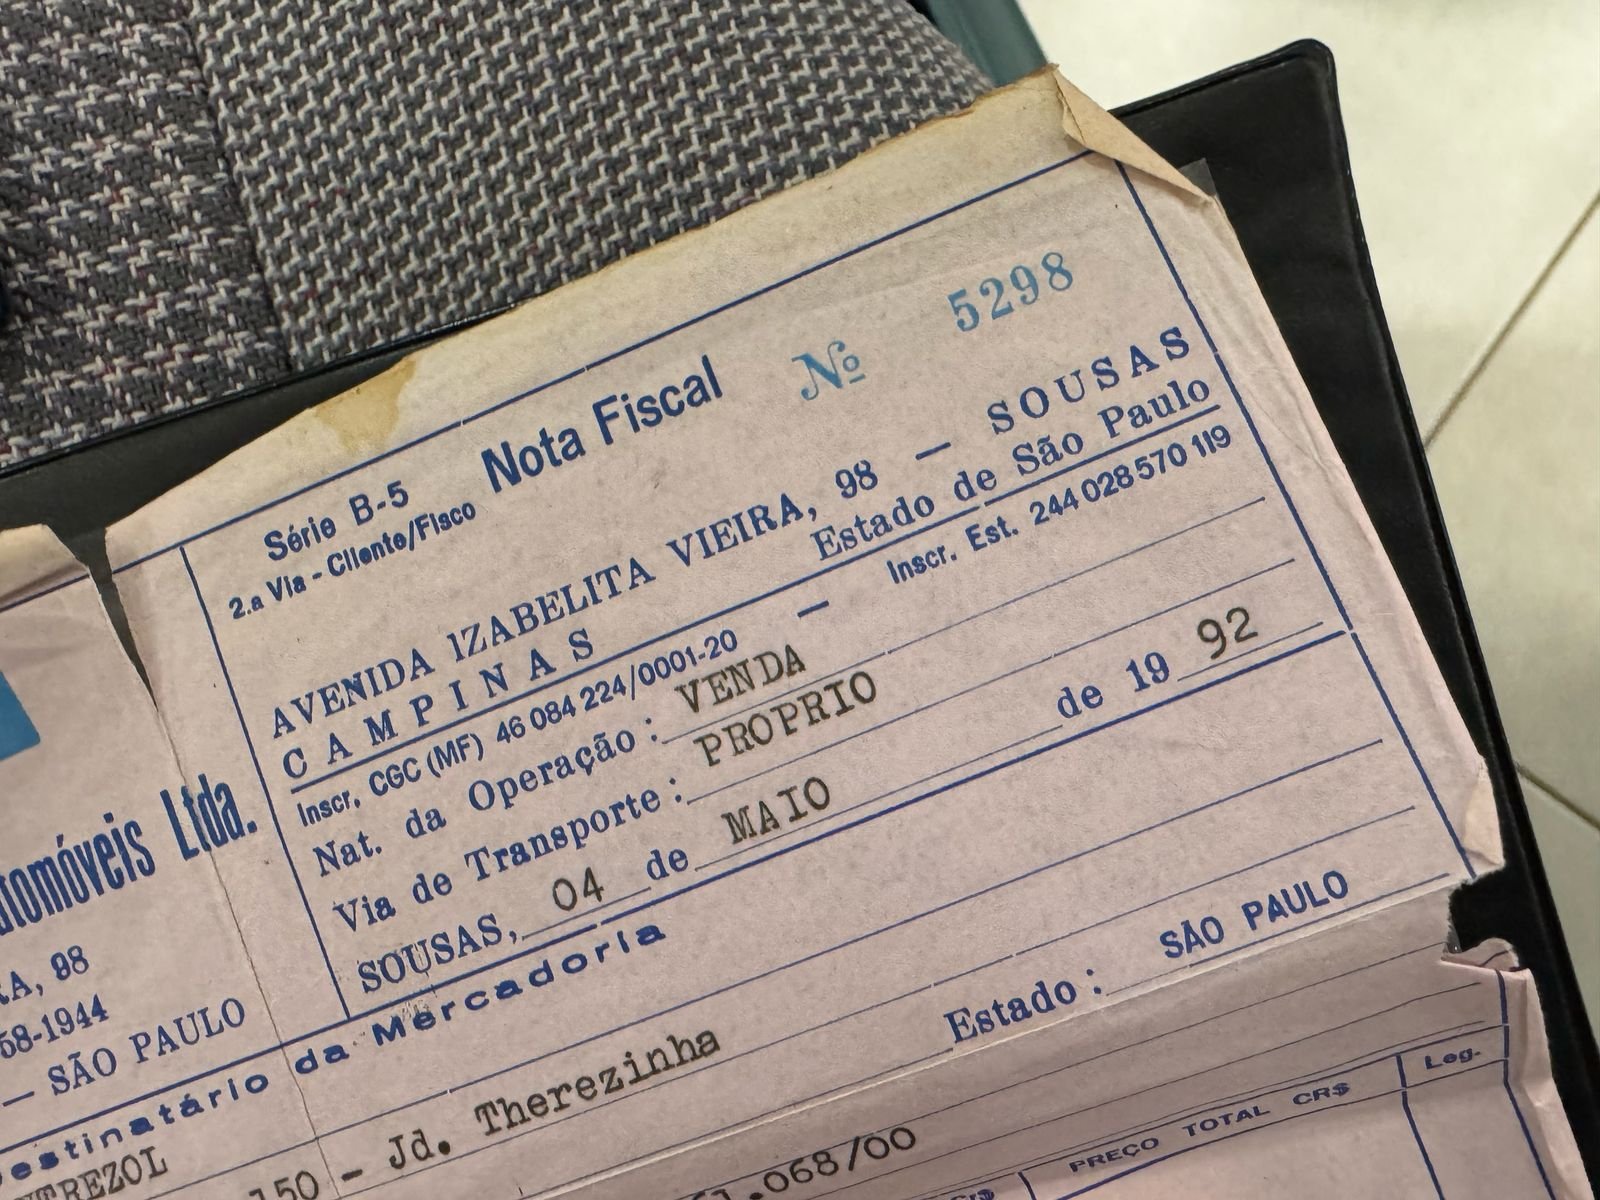 Nº 5298
Série B-5
2.a Via - Cliente/Fisco
Nota Fiscal
AVENIDA IZABELITA VIEIRA, 98 — SOUSAS
CAMPINAS — Estado de São Paulo
Inscr. CGC (MF) 46 084 224/0001-20 — Inscr. Est. 244 028 570 119
Nat. da Operação: VENDA
Via de Transporte: PROPRIO
SOUSAS, 04 de MAIO de 19 92
Ltda.
, 98
58-1944
— SÃO PAULO
da Mercadoria
150 - Jd. Therezinha
Estado: SÃO PAULO
.068/00
PREÇO TOTAL CR$
Leg.